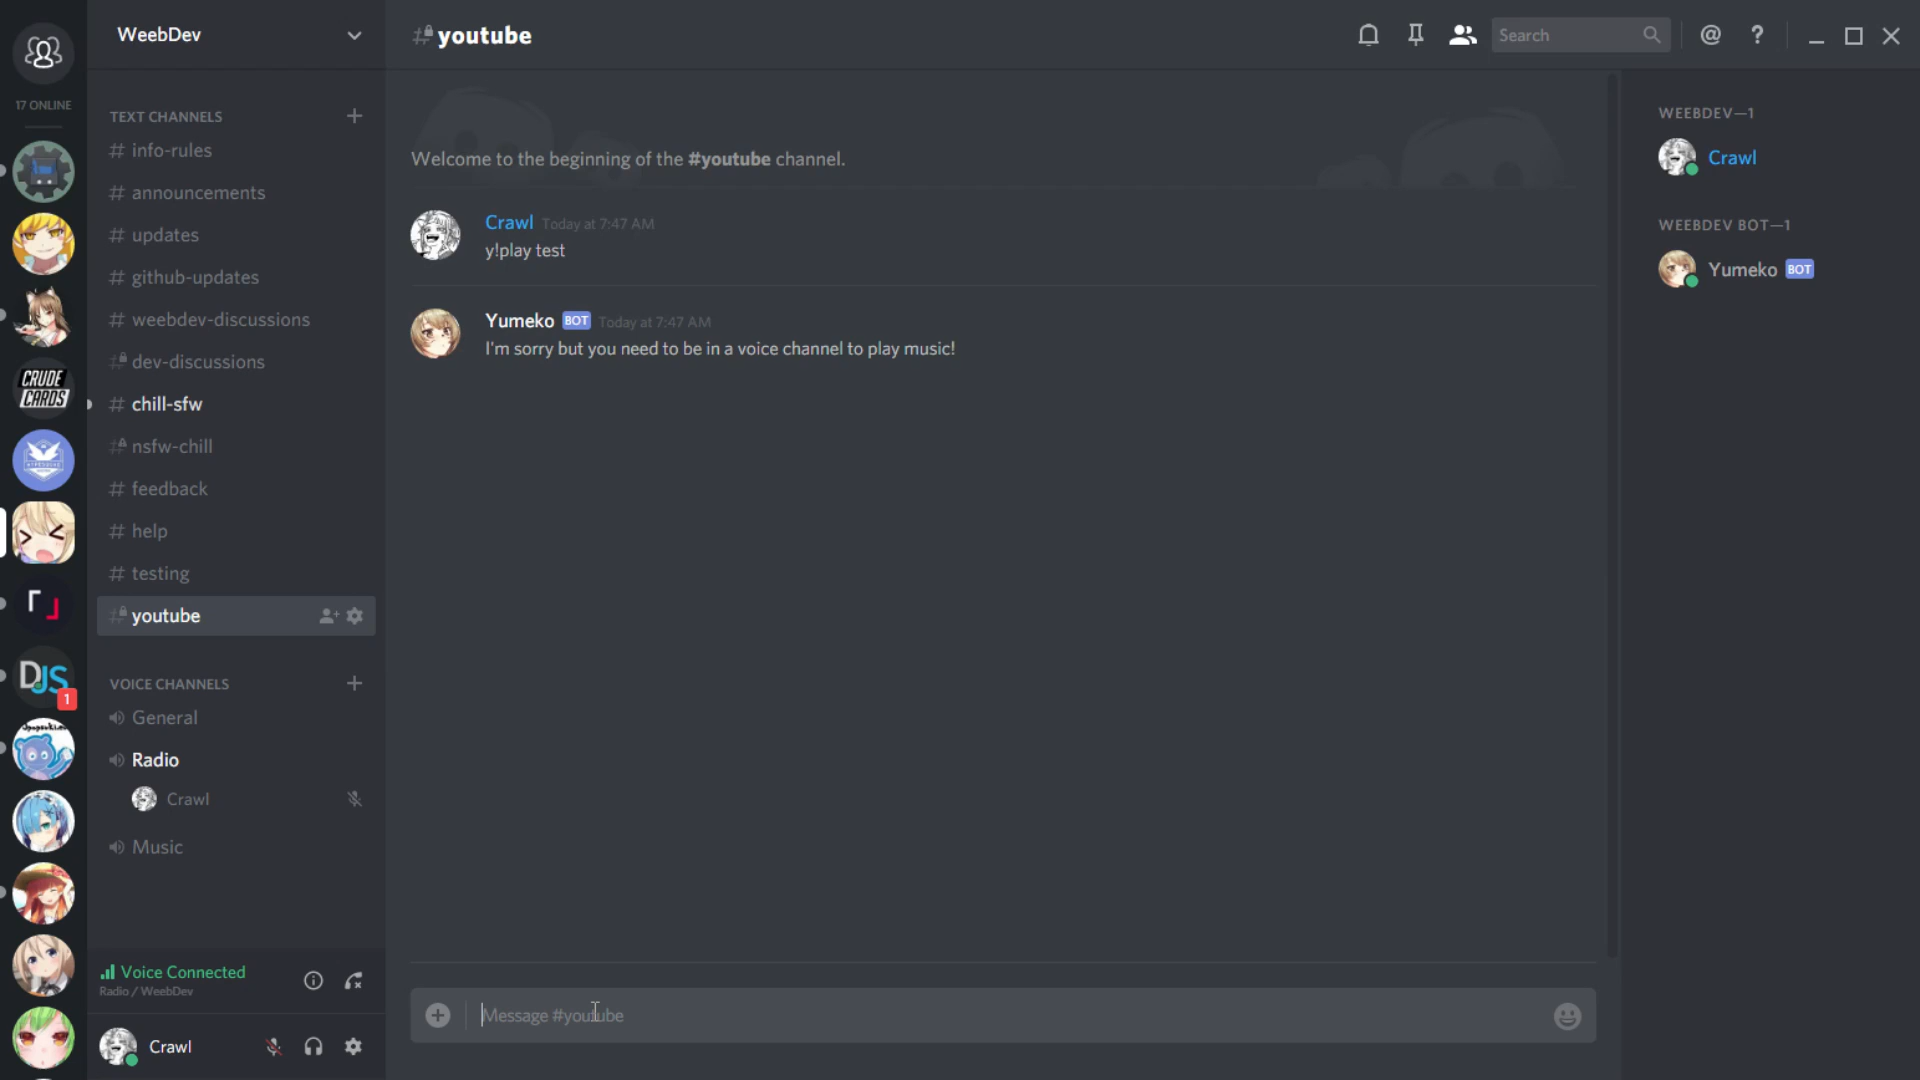 17 ONLINE
CRUDE
CARDS
DJS
1
WeebDev
TEXT CHANNELS
# info-rules
# announcements
# updates
# github-updates
# weebdev-discussions
# dev-discussions
# chill-sfw
# nsfw-chill
# feedback
# help
# testing
# youtube
VOICE CHANNELS
General
Radio
Crawl
Music
Voice Connected
Radio / WeebDev
Crawl
# youtube
Search
@
?
Welcome to the beginning of the #youtube channel.
Crawl Today at 7:47 AM
y!play test
Yumeko BOT Today at 7:47 AM
I'm sorry but you need to be in a voice channel to play music!
Message #youtube
WEEBDEV—1
Crawl
WEEBDEV BOT—1
Yumeko BOT